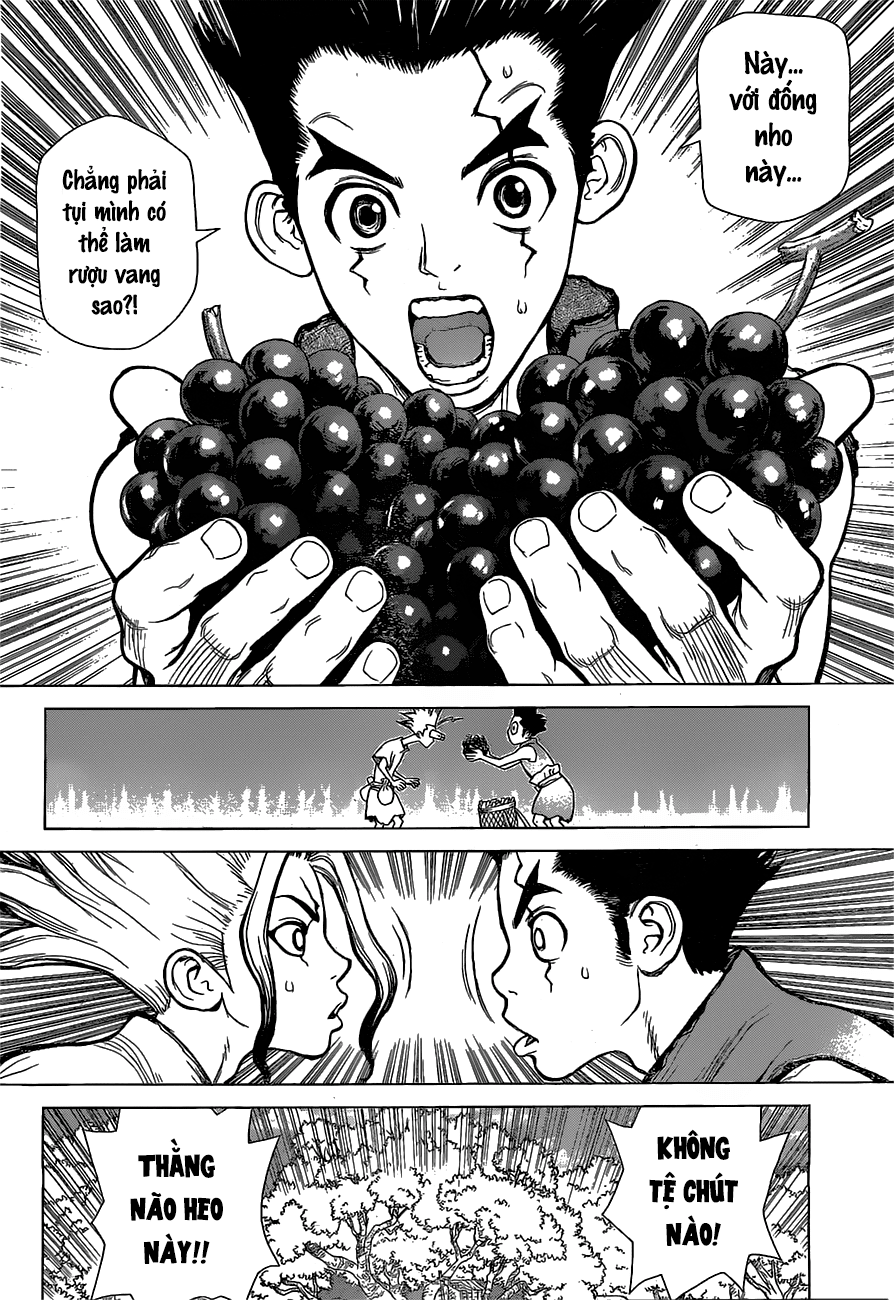 Này...
với đống
nho
này...
Chẳng phải
tụi mình có
thể làm
rượu vang
sao?!
KHÔNG
TỆ CHÚT
NÀO!
THẰNG
NÃO HEO
NÀY!!